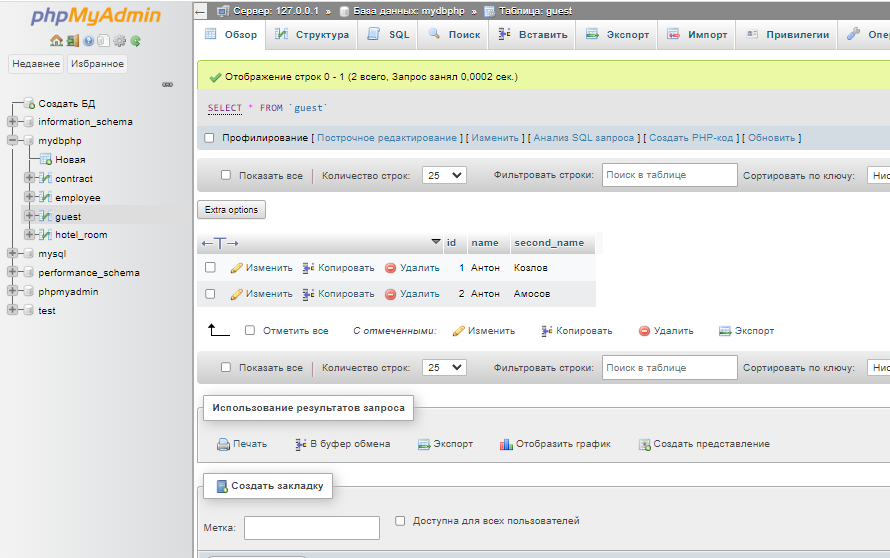 phpMyAdmin
Недавнее Избранное
Создать БД
information_schema
mydbphp
Новая
contract
employee
guest
hotel_room
mysql
performance_schema
phpmyadmin
test
Сервер: 127.0.0.1 » База данных: mydbphp » Таблица: guest
Обзор Структура SQL Поиск Вставить Экспорт Импорт Привилегии Опер
Отображение строк 0 - 1 (2 всего, Запрос занял 0,0002 сек.)
SELECT * FROM `guest`
Профилирование [ Построчное редактирование ] [ Изменить ] [ Анализ SQL запроса ] [ Создать PHP-код ] [ Обновить ]
Показать все Количество строк: 25 Фильтровать строки: Поиск в таблице Сортировать по ключу: Нис
Extra options
←T→ id name second_name
Изменить Копировать Удалить 1 Антон Козлов
Изменить Копировать Удалить 2 Антон Амосов
Отметить все С отмеченными: Изменить Копировать Удалить Экспорт
Показать все Количество строк: 25 Фильтровать строки: Поиск в таблице Сортировать по ключу: Нис
Использование результатов запроса
Печать В буфер обмена Экспорт Отобразить график Создать представление
Создать закладку
Метка: Доступна для всех пользователей